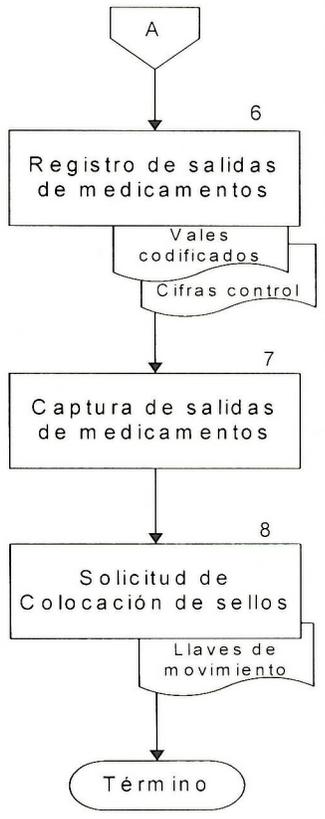 A
6
Registro de salidas
de medicamentos
Vales
codificados
Cifras control
7
Captura de salidas
de medicamentos
8
Solicitud de
Colocación de sellos
Llaves de
movimiento
Término